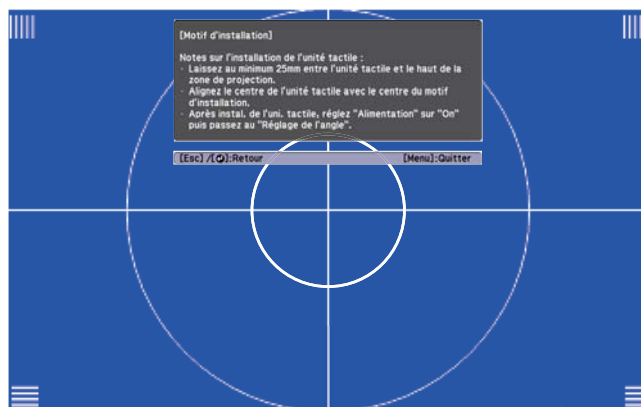 [Motif d'installation]
Notes sur l'installation de l'unité tactile :
· Laissez au minimum 25mm entre l'unité tactile et le haut de la
zone de projection.
· Alignez le centre de l'unité tactile avec le centre du motif
d'installation.
· Après instal. de l'uni. tactile, réglez "Alimentation" sur "On"
puis passez au "Réglage de l'angle".
[Esc] /[⏎]:Retour [Menu]:Quitter